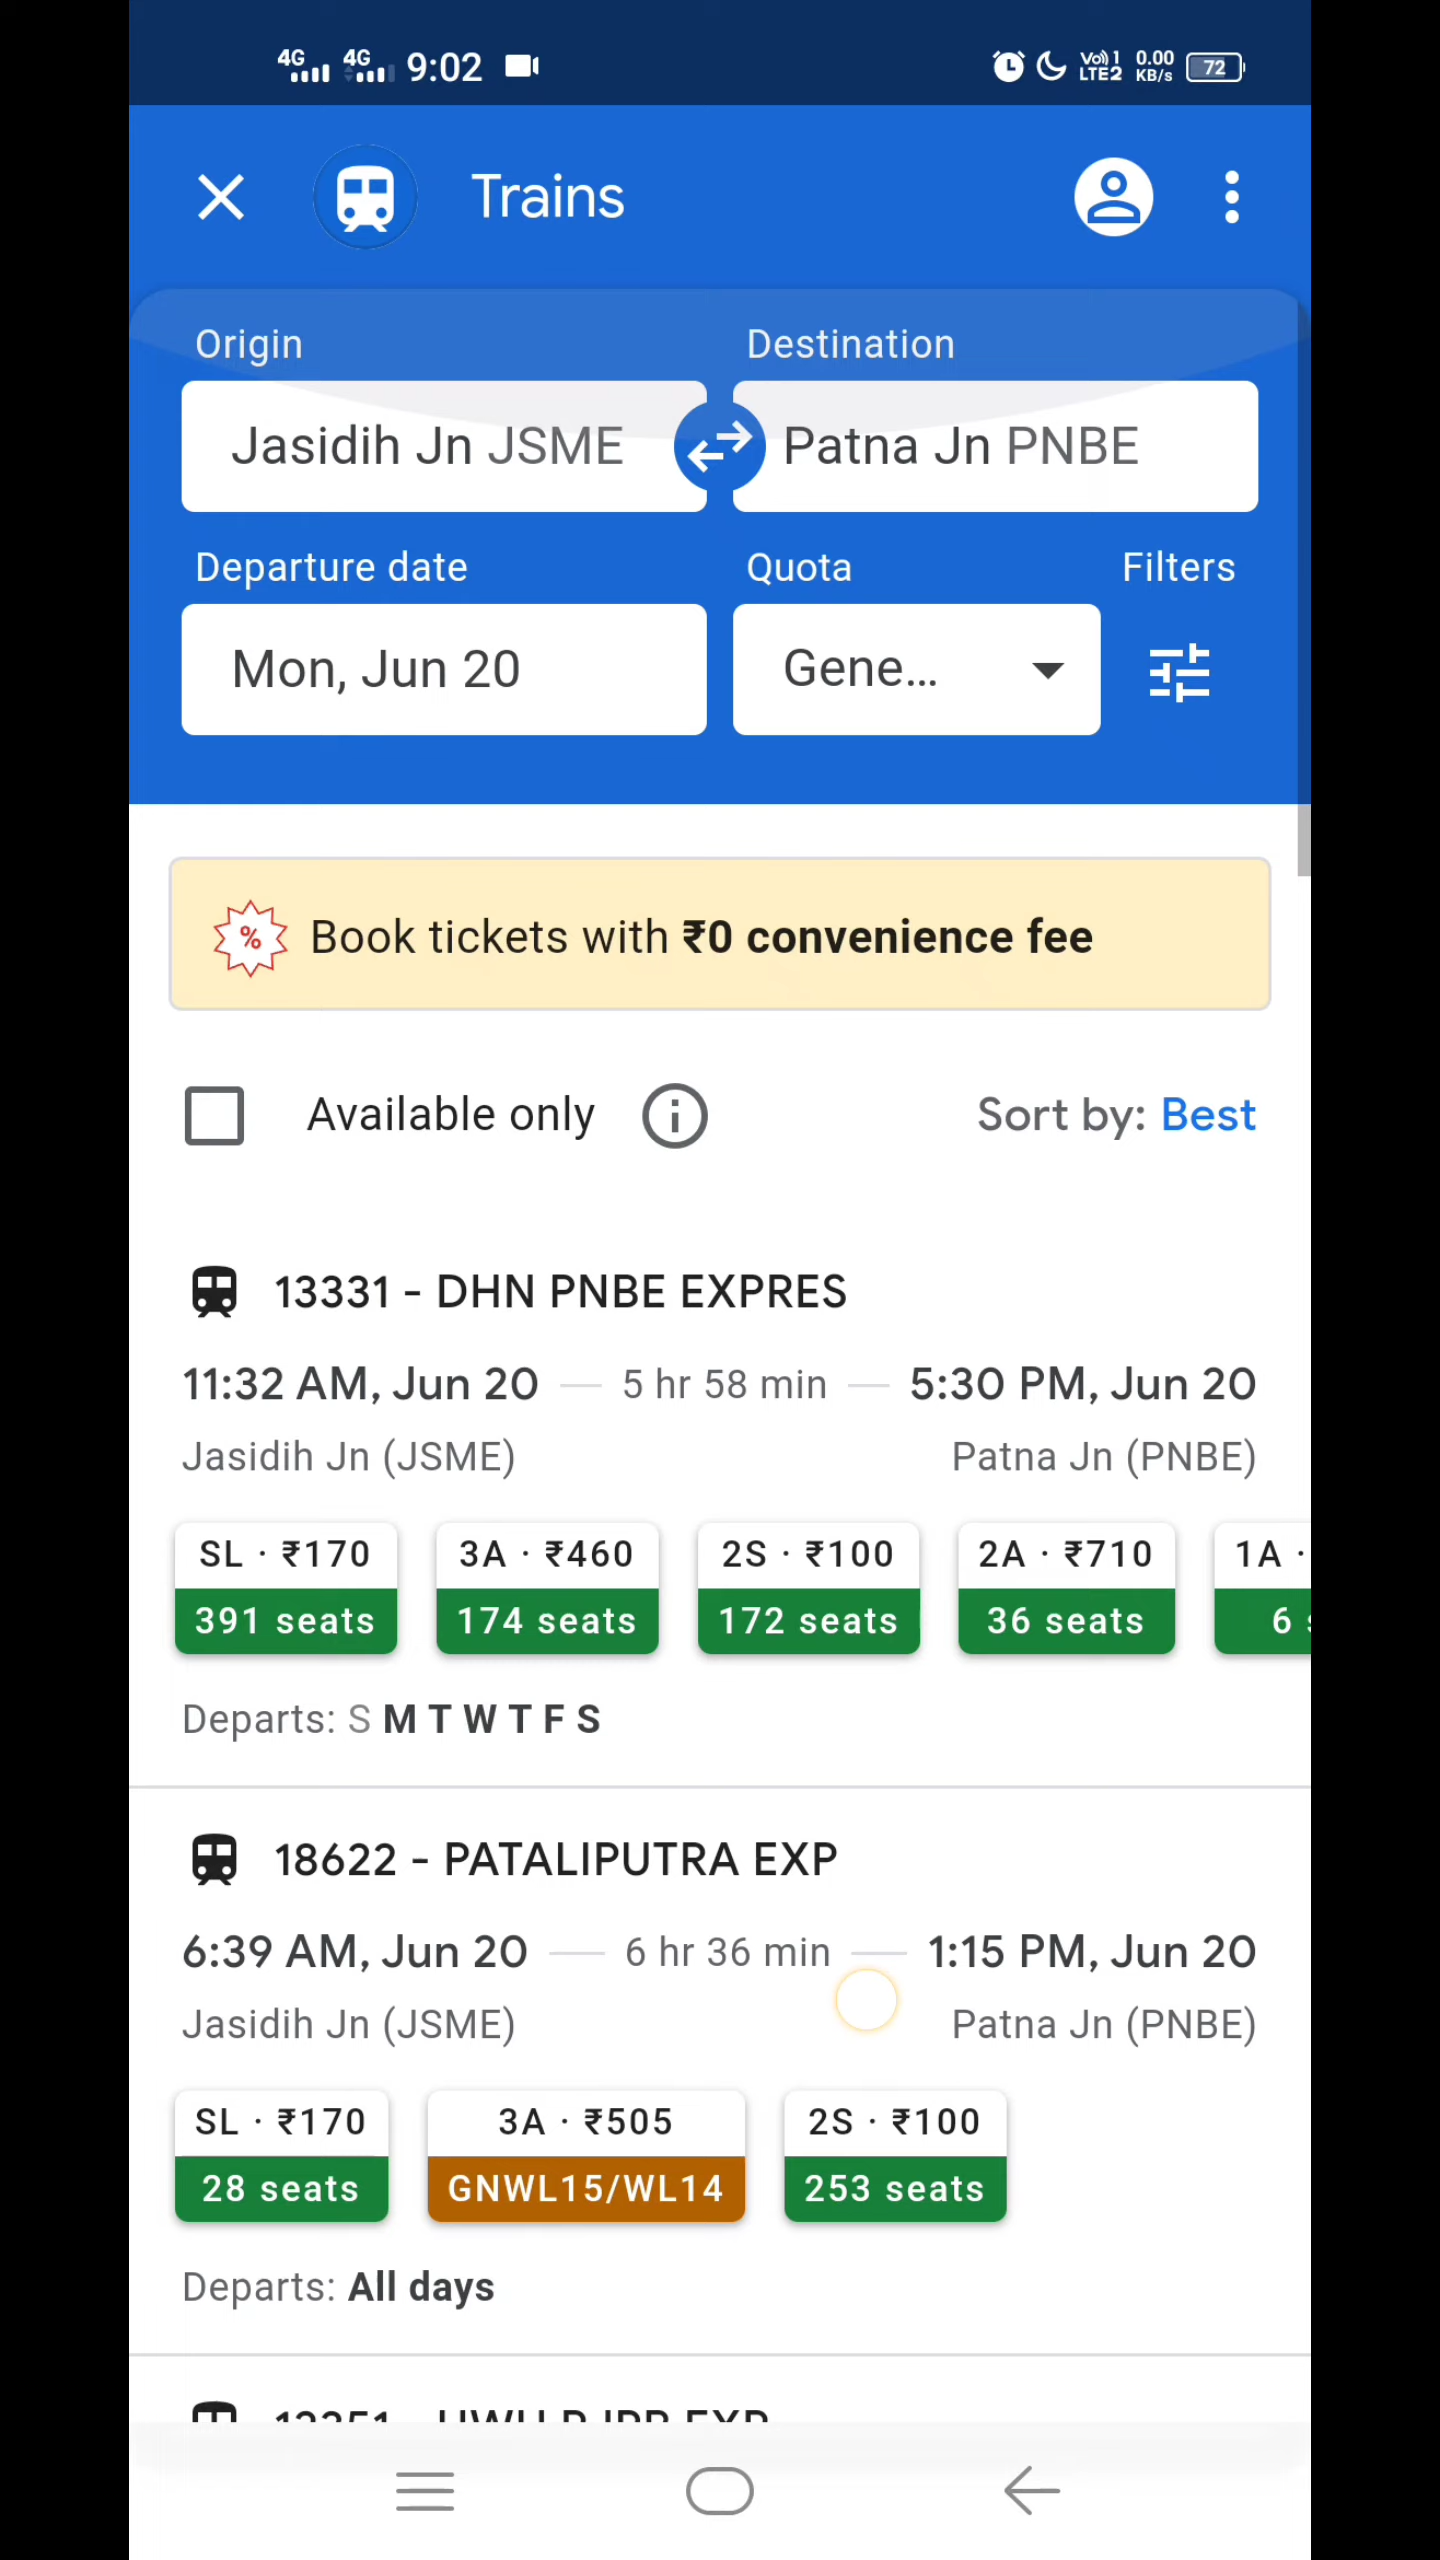 4G 4G 9:02 Vo) 1 LTE2 0.00 KB/s 72
Trains
Origin Destination
Jasidih Jn JSME Patna Jn PNBE
Departure date Quota Filters
Mon, Jun 20 Gene...
% Book tickets with ₹0 convenience fee
Available only Sort by: Best
13331 - DHN PNBE EXPRES
11:32 AM, Jun 20 — 5 hr 58 min — 5:30 PM, Jun 20
Jasidih Jn (JSME) Patna Jn (PNBE)
SL · ₹170 3A · ₹460 2S · ₹100 2A · ₹710 1A ·
391 seats 174 seats 172 seats 36 seats 6
Departs: S M T W T F S
18622 - PATALIPUTRA EXP
6:39 AM, Jun 20 — 6 hr 36 min — 1:15 PM, Jun 20
Jasidih Jn (JSME) Patna Jn (PNBE)
SL · ₹170 3A · ₹505 2S · ₹100
28 seats GNWL15/WL14 253 seats
Departs: All days